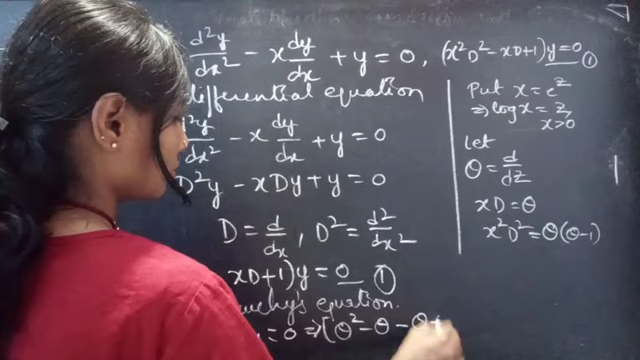 d²y/dx² - x dy/dx + y = 0, (x²D² - xD + 1)y = 0 ①
differential equation
d²y/dx² - x dy/dx + y = 0
D²y - xDy + y = 0
D = d/dx, D² = d²/dx²
xD+1)y = 0 ①
equation.
= 0 ⇒ [θ² - θ - θ +
Put x = e^z
⇒ log x = z,
x>0
Let
θ = d/dz
xD = θ
x²D² = θ(θ-1)